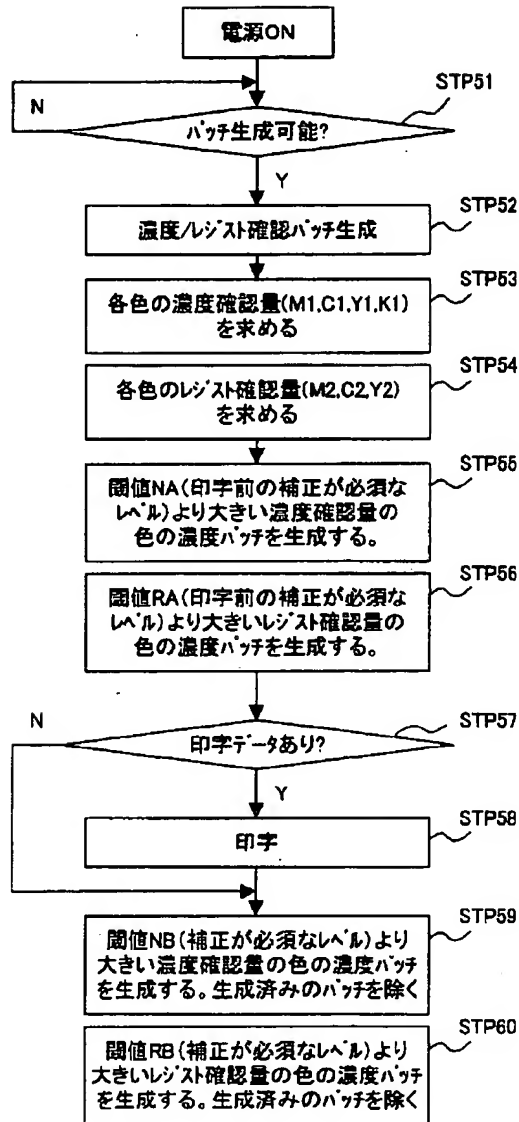 電源ON
STP51
N
パッチ生成可能?
Y
STP52
濃度/レジスト確認パッチ生成
STP53
各色の濃度確認量(M1,C1,Y1,K1)
を求める
STP54
各色のレジスト確認量(M2,C2,Y2)
を求める
STP55
閾値NA(印字前の補正が必須な
レベル)より大きい濃度確認量の
色の濃度パッチを生成する。
STP56
閾値RA(印字前の補正が必須な
レベル)より大きいレジスト確認量の
色の濃度パッチを生成する。
N
STP57
印字データあり?
Y
STP58
印字
STP59
閾値NB(補正が必須なレベル)より
大きい濃度確認量の色の濃度パッチ
を生成する。生成済みのパッチを除く
STP60
閾値RB(補正が必須なレベル)より
大きいレジスト確認量の色の濃度パッチ
を生成する。生成済みのパッチを除く